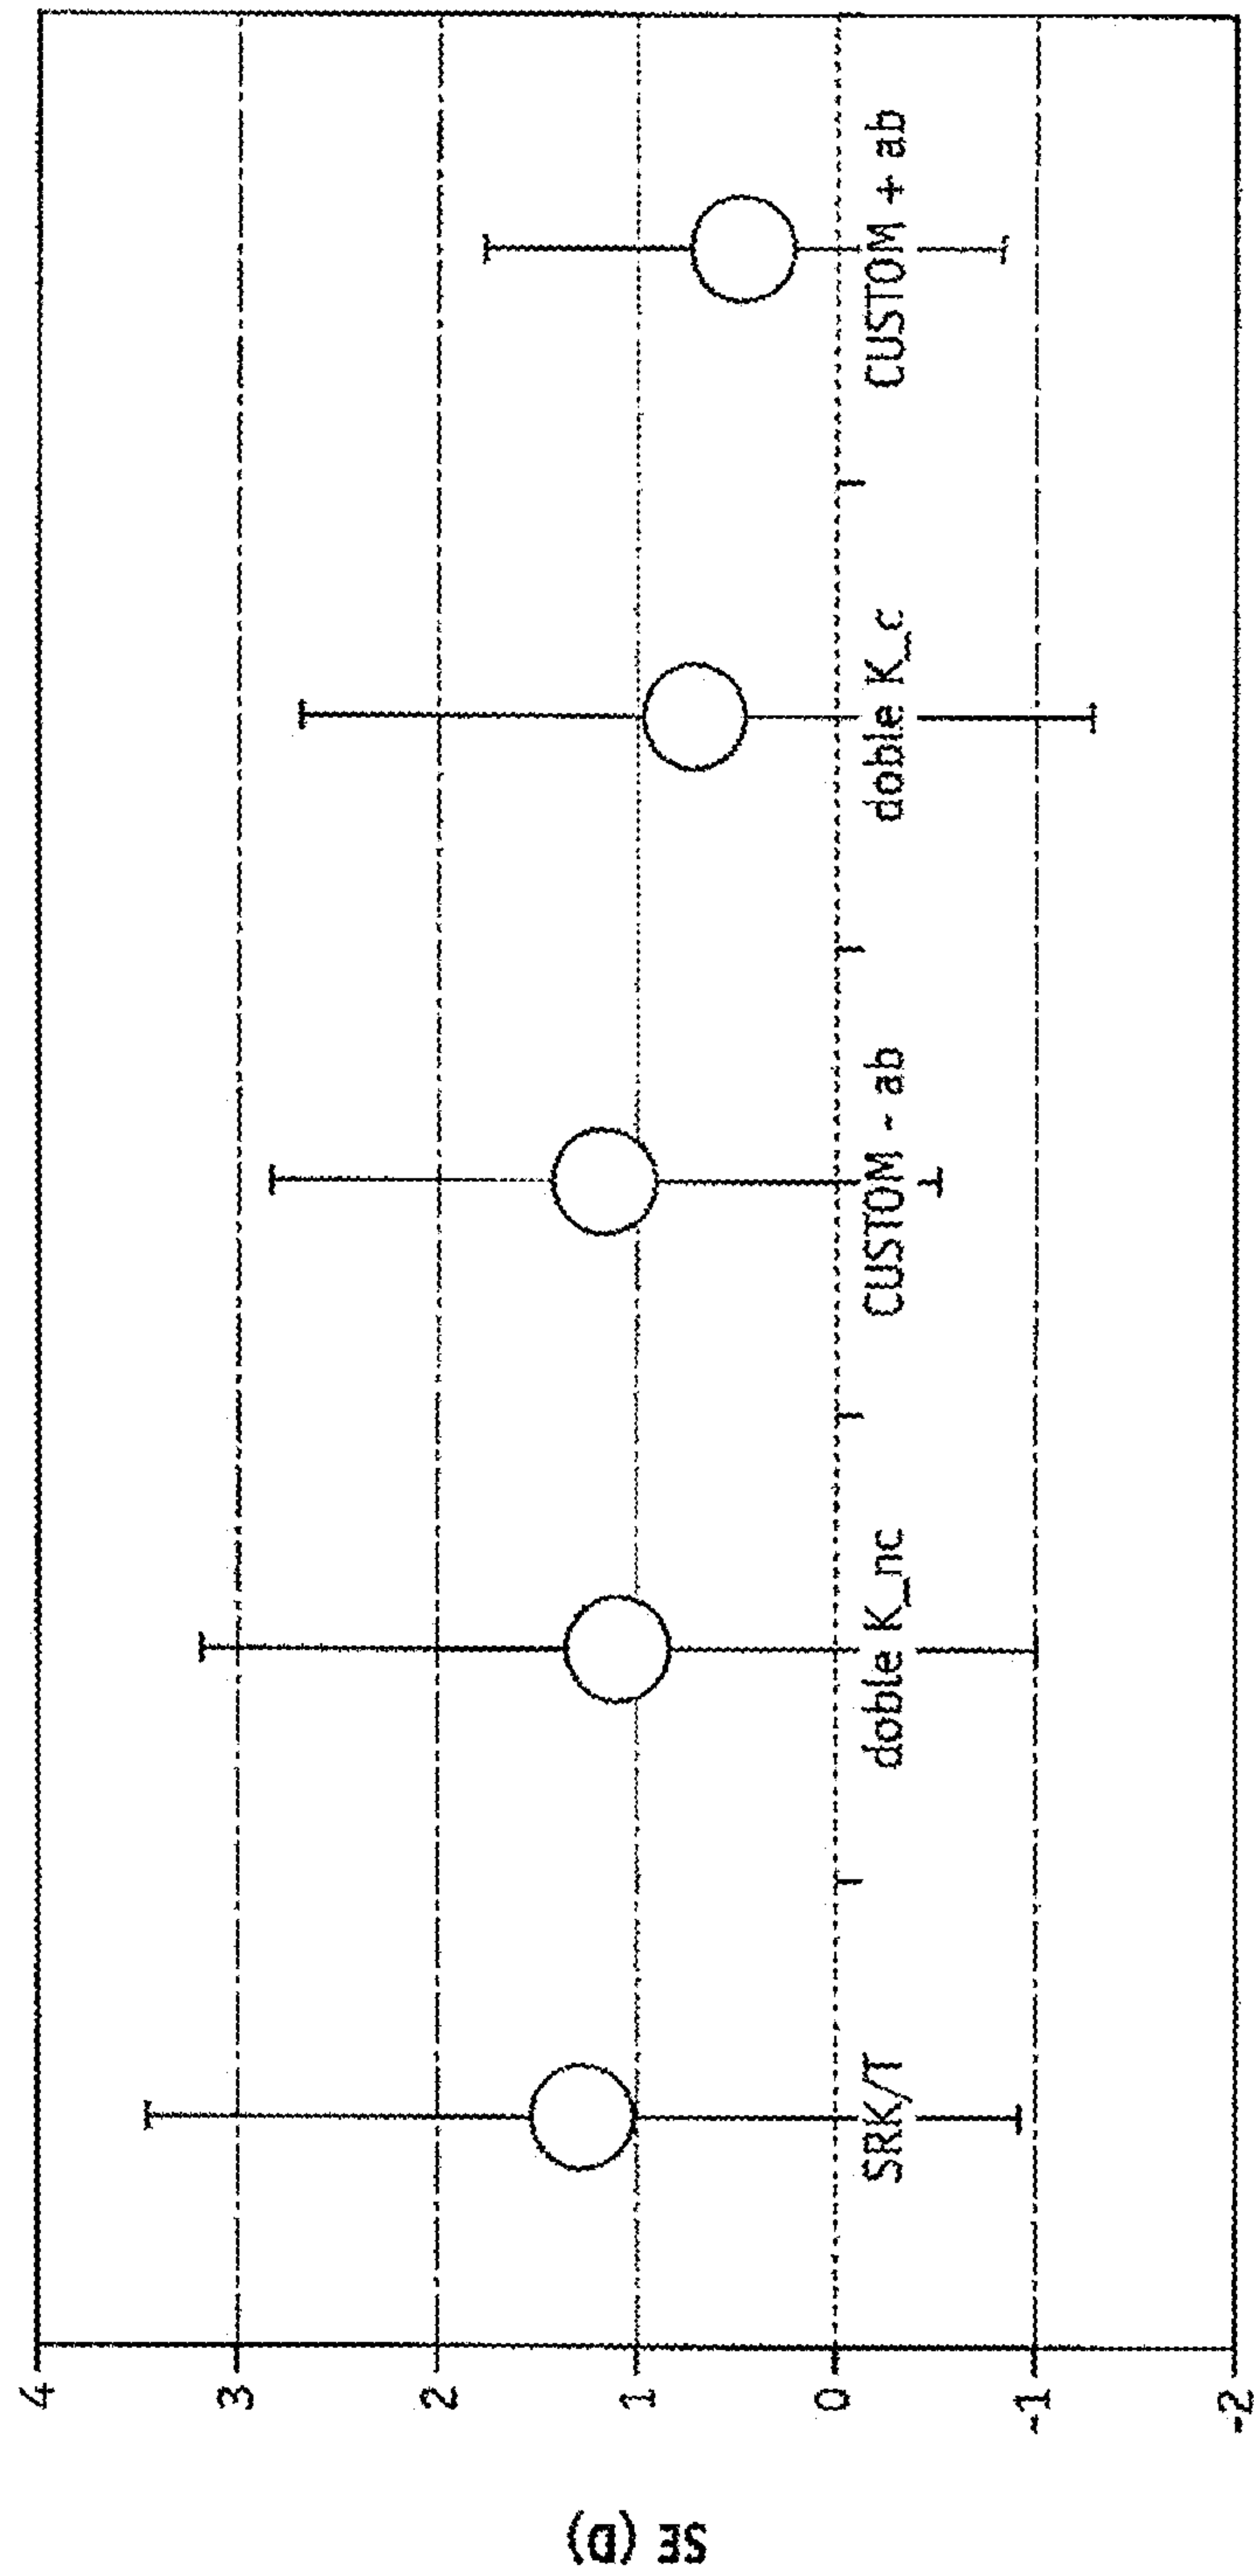 SE (D)
4
3
2
1
0
-1
-2
SRK/T
doble K_nc
CUSTOM - ab
doble K_c
CUSTOM + ab